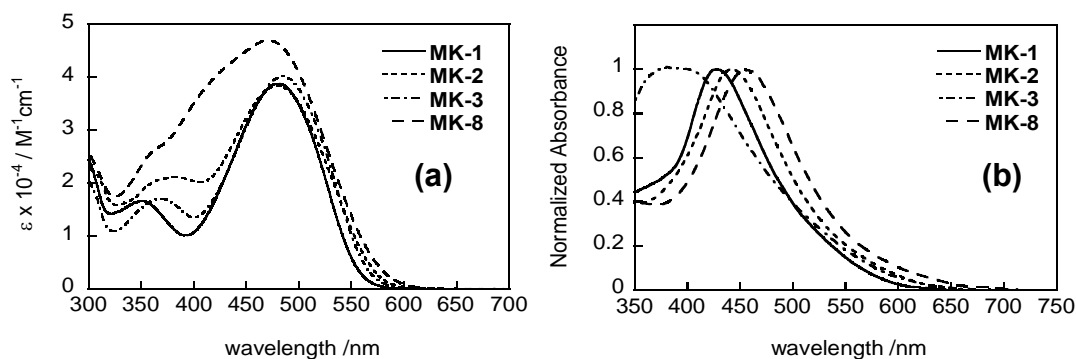 5
4
3
2
1
0
ε x 10⁻⁴ / M⁻¹cm⁻¹
MK-1
MK-2
MK-3
MK-8
(a)
300 350 400 450 500 550 600 650 700
wavelength /nm
1.2
1
0.8
0.6
0.4
0.2
0
Normalized Absorbance
MK-1
MK-2
MK-3
MK-8
(b)
350 400 450 500 550 600 650 700 750
wavelength /nm